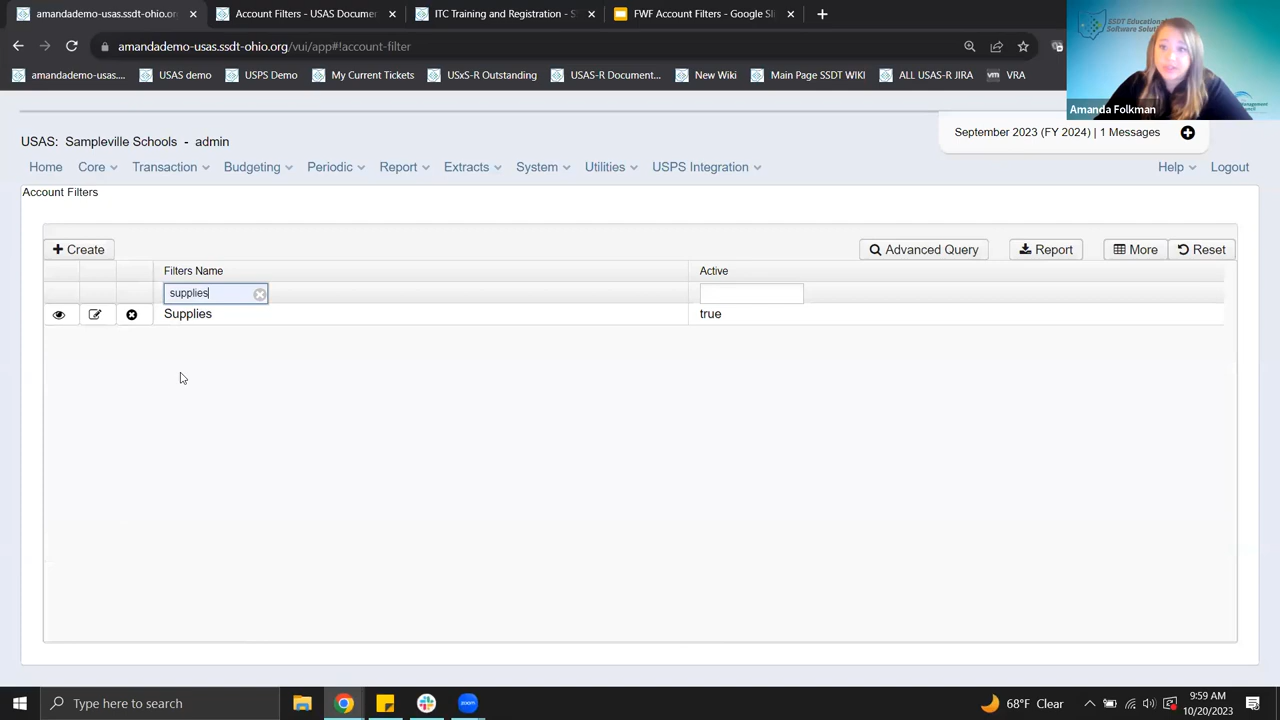 amandademo-usas.ssdt-ohio.or
Account Filters - USAS Documen
ITC Training and Registration - S
FWF Account Filters - Google Sli
amandademo-usas.ssdt-ohio.org/vui/app#!account-filter
amandademo-usas....
USAS demo
USPS Demo
My Current Tickets
USxS-R Outstanding
USAS-R Document...
New Wiki
Main Page SSDT WIKI
ALL USAS-R JIRA
vm VRA
SSDT Educational
Software Solutions
Amanda Folkman
USAS: Sampleville Schools - admin
September 2023 (FY 2024) | 1 Messages
Home
Core
Transaction
Budgeting
Periodic
Report
Extracts
System
Utilities
USPS Integration
Help
Logout
Account Filters
Create
Advanced Query
Report
More
Reset
Filters Name
Active
supplies
Supplies
true
Type here to search
zoom
68°F Clear
9:59 AM
10/20/2023